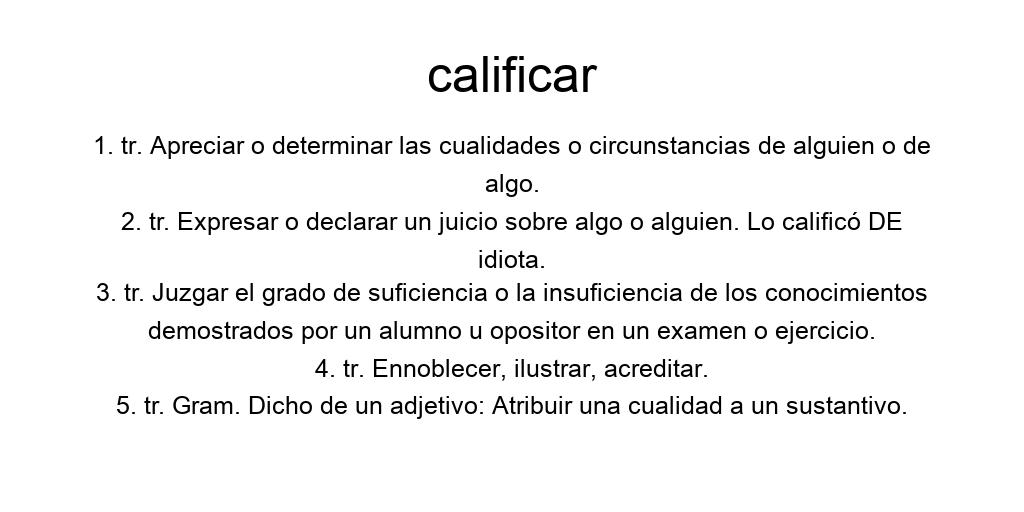 calificar
1. tr. Apreciar o determinar las cualidades o circunstancias de alguien o de
algo.
2. tr. Expresar o declarar un juicio sobre algo o alguien. Lo calificó DE
idiota.
3. tr. Juzgar el grado de suficiencia o la insuficiencia de los conocimientos
demostrados por un alumno u opositor en un examen o ejercicio.
4. tr. Ennoblecer, ilustrar, acreditar.
5. tr. Gram. Dicho de un adjetivo: Atribuir una cualidad a un sustantivo.